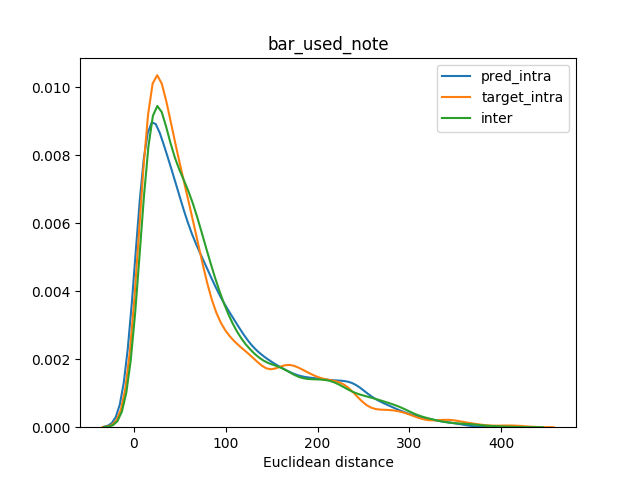 bar_used_note
pred_intra
target_intra
inter
0.010
0.008
0.006
0.004
0.002
0.000
0 100 200 300 400
Euclidean distance